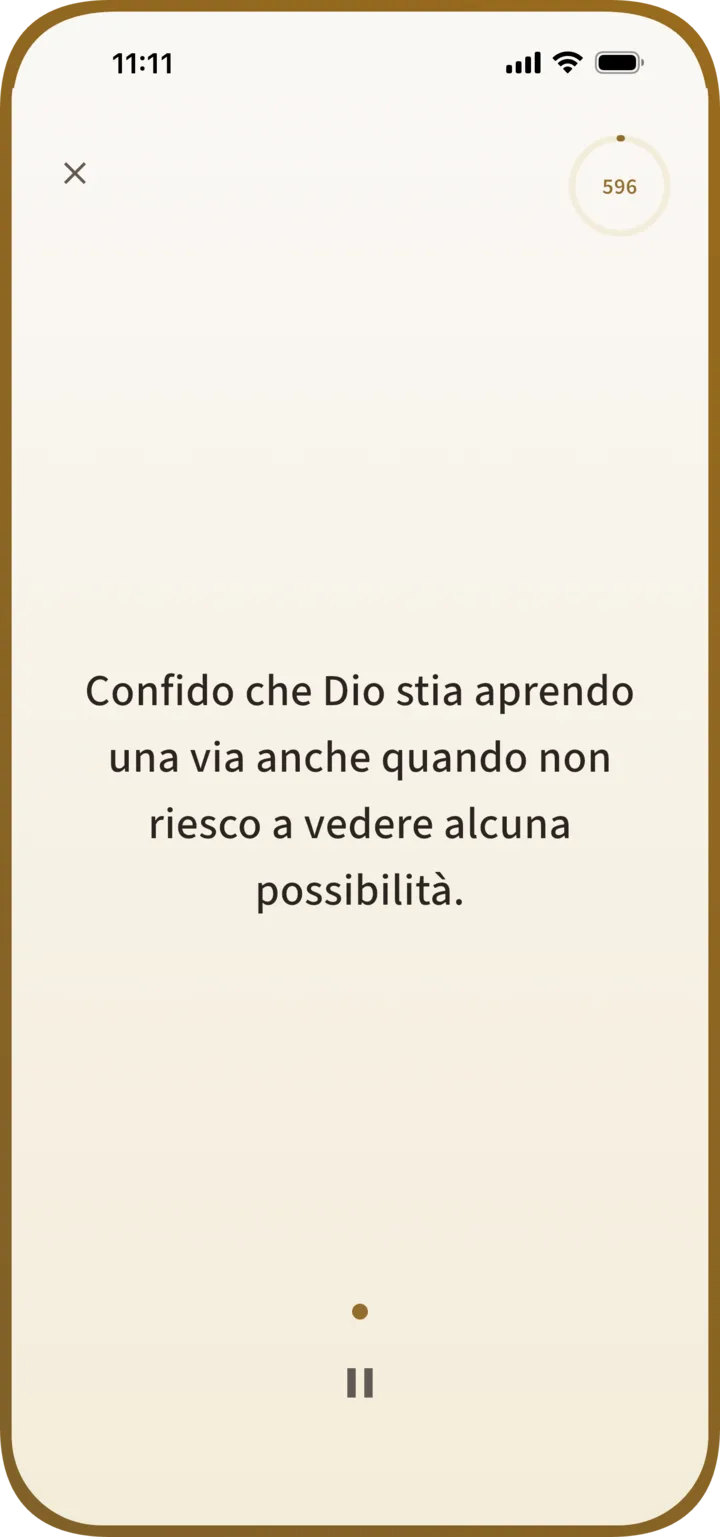 11:11
596
Confido che Dio stia aprendo
una via anche quando non
riesco a vedere alcuna
possibilità.